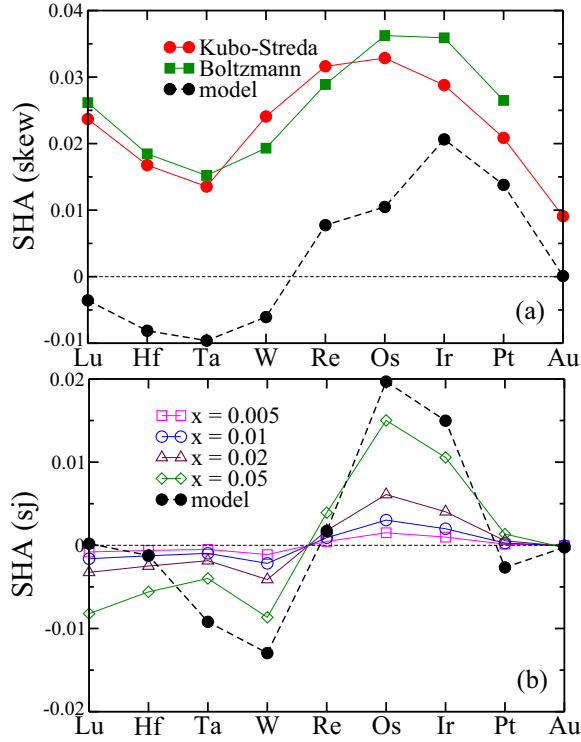 0.04
0.03
0.02
0.01
0
-0.01
SHA (skew)
Kubo-Streda
Boltzmann
model
(a)
Lu Hf Ta W Re Os Ir Pt Au
0.02
0.01
0.00
-0.01
-0.02
SHA (sj)
x = 0.005
x = 0.01
x = 0.02
x = 0.05
model
(b)
Lu Hf Ta W Re Os Ir Pt Au